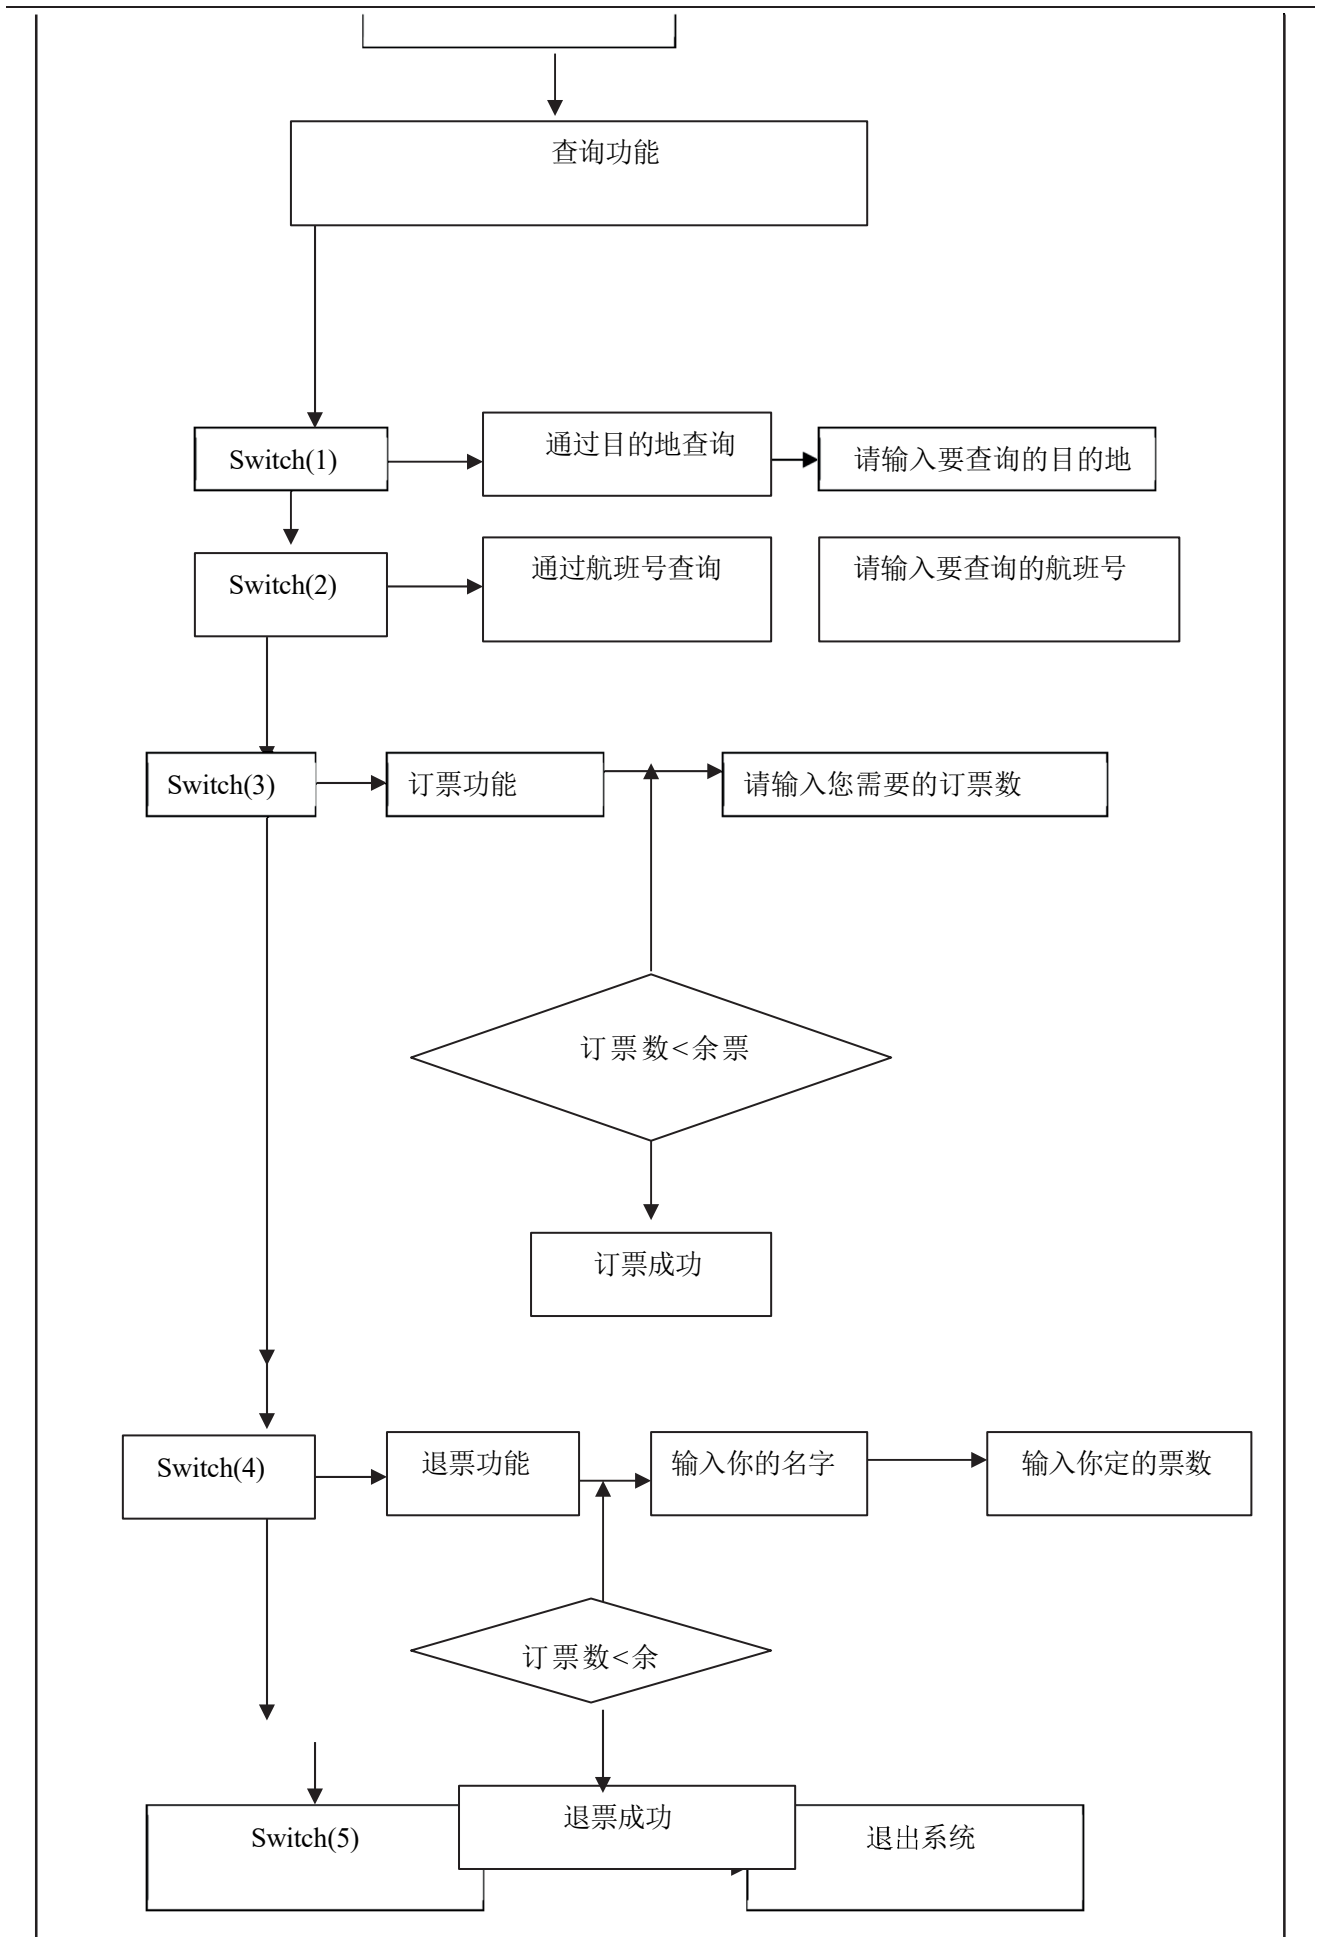 查询功能
Switch(1)
通过目的地查询
请输入要查询的目的地
Switch(2)
通过航班号查询
请输入要查询的航班号
Switch(3)
订票功能
请输入您需要的订票数
订票数<余票
订票成功
Switch(4)
退票功能
输入你的名字
输入你定的票数
订票数<余
退票成功
Switch(5)
退出系统